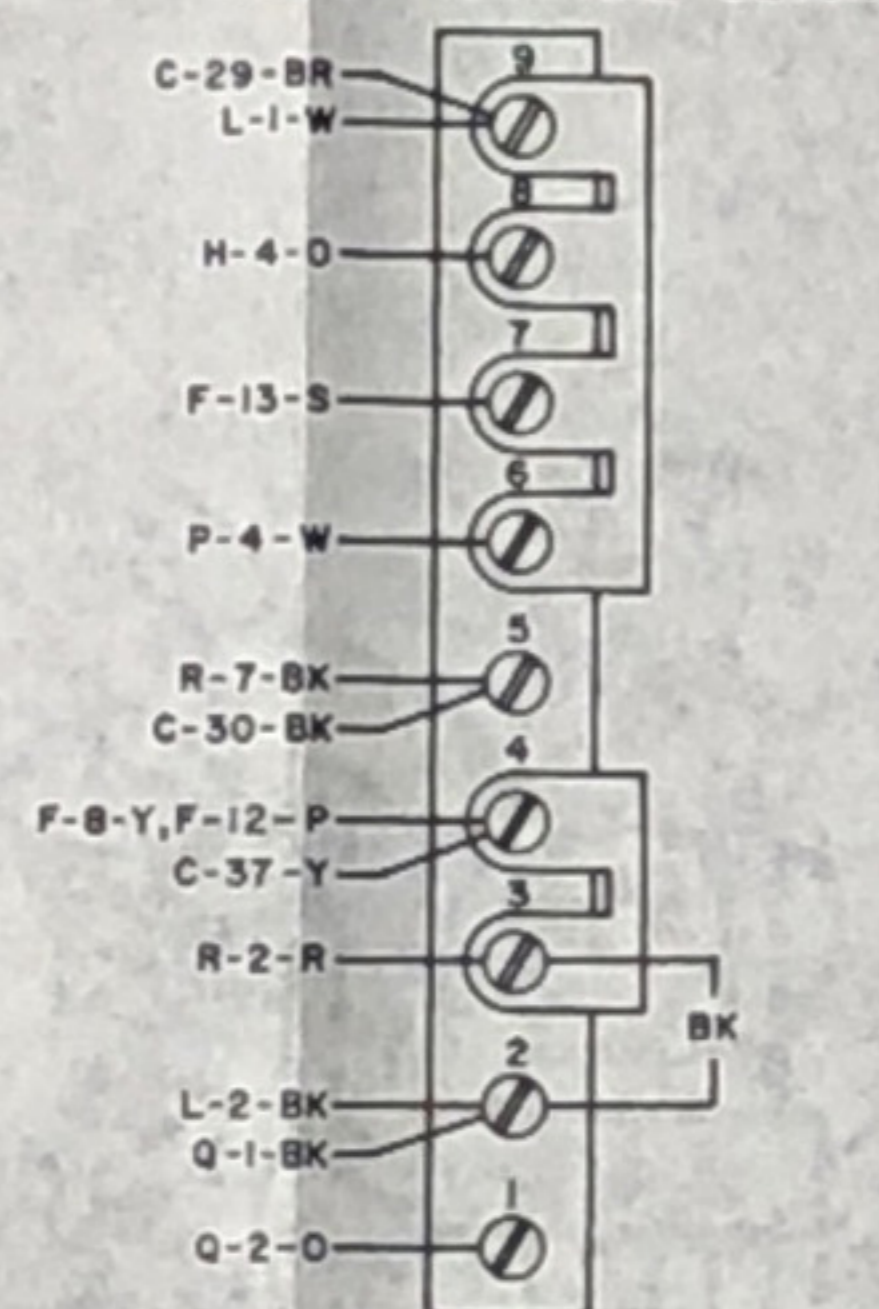 9
C-29-BR
L-1-W
8
H-4-O
7
F-13-S
6
P-4-W
5
R-7-BK
C-30-BK
4
F-8-Y,F-12-P
C-37-Y
3
R-2-R
BK
2
L-2-BK
Q-1-BK
1
Q-2-O